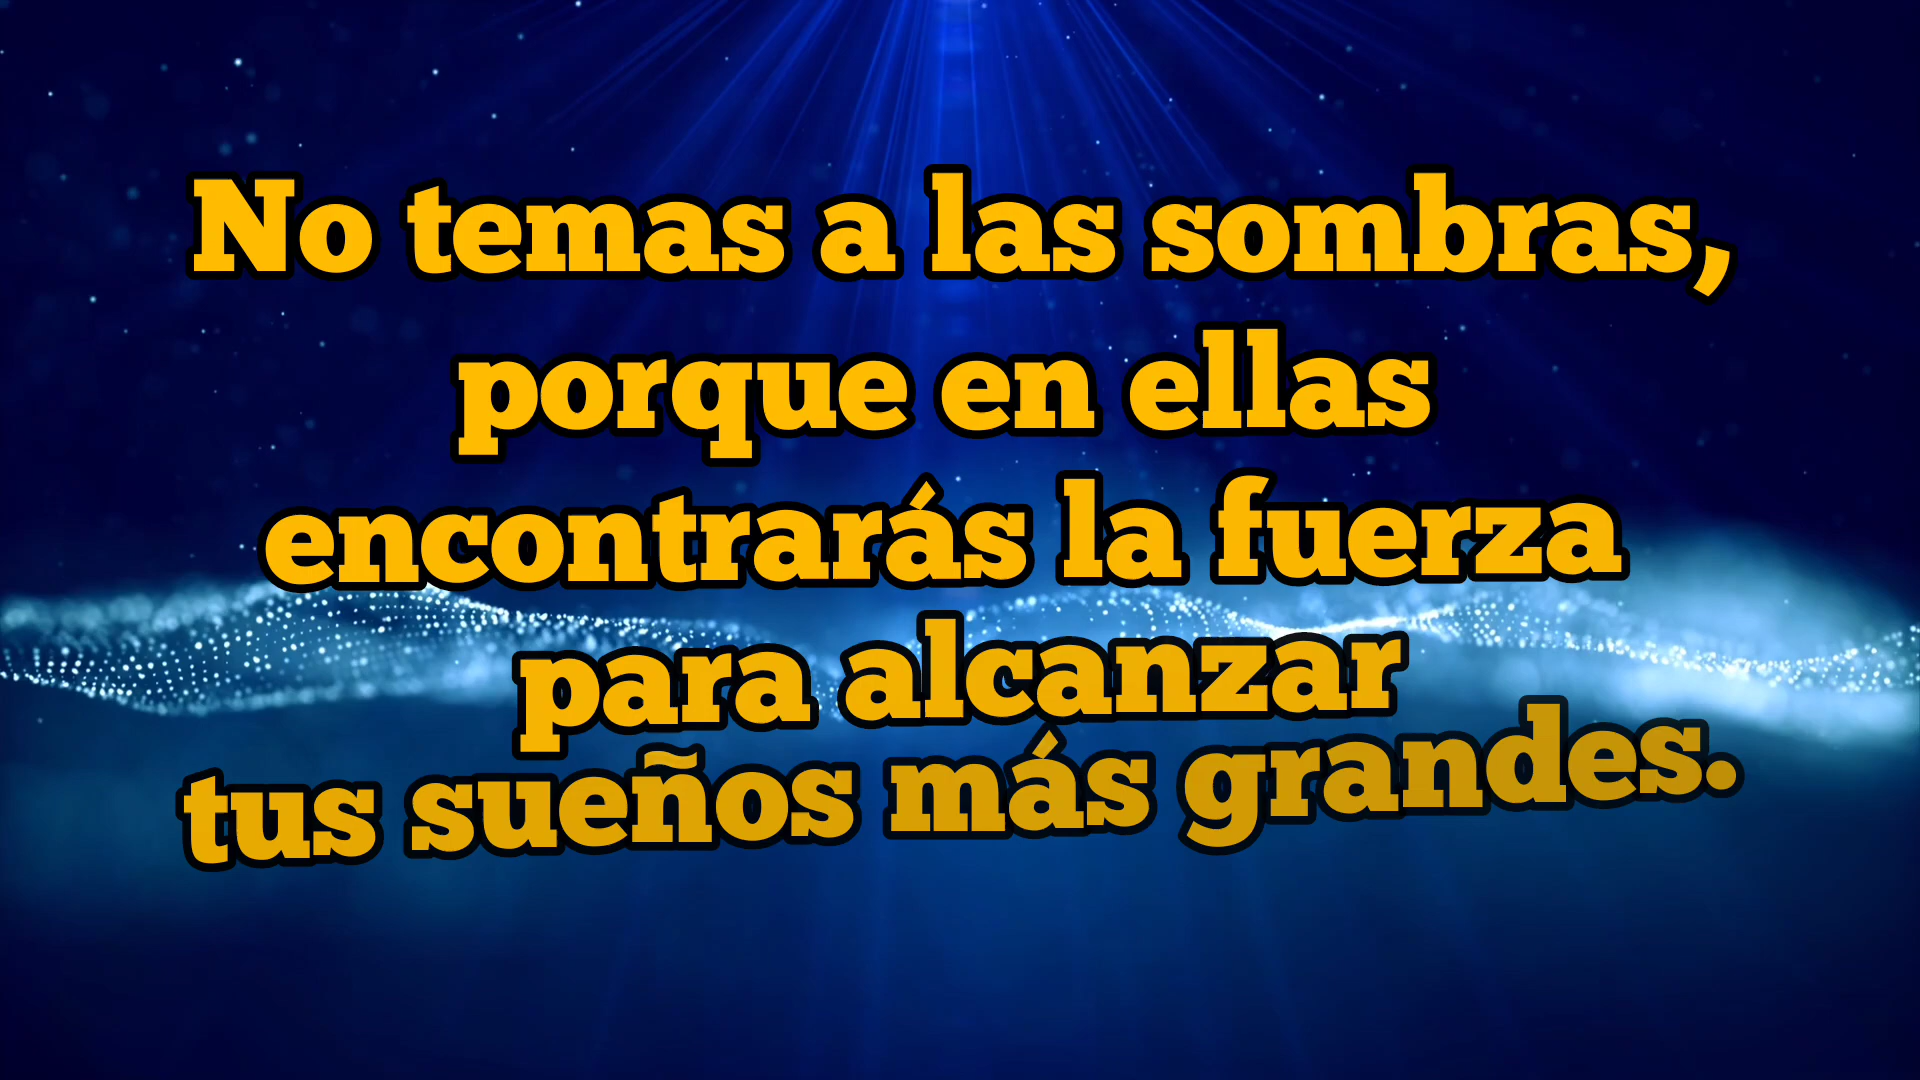 No temas a las sombras,
porque en ellas
encontrarás la fuerza
para alcanzar
tus sueños más grandes.